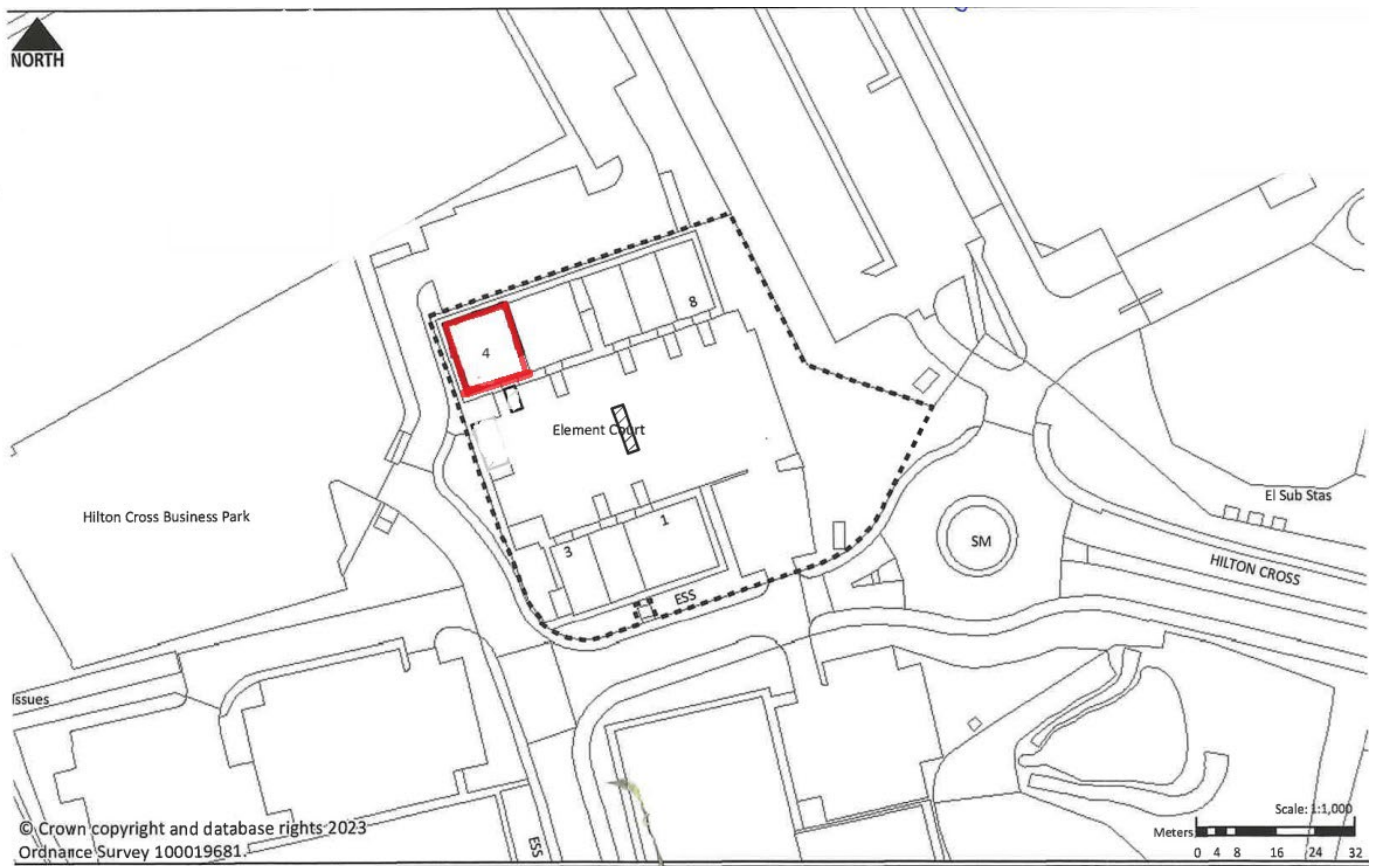 NORTH
8
4
Element Court
Hilton Cross Business Park
1
3
El Sub Stas
SM
HILTON CROSS
ESS
Issues
ESS
Scale: 1:1,000
Meters
0 4 8 16 24 32
© Crown copyright and database rights 2023
Ordnance Survey 100019681.